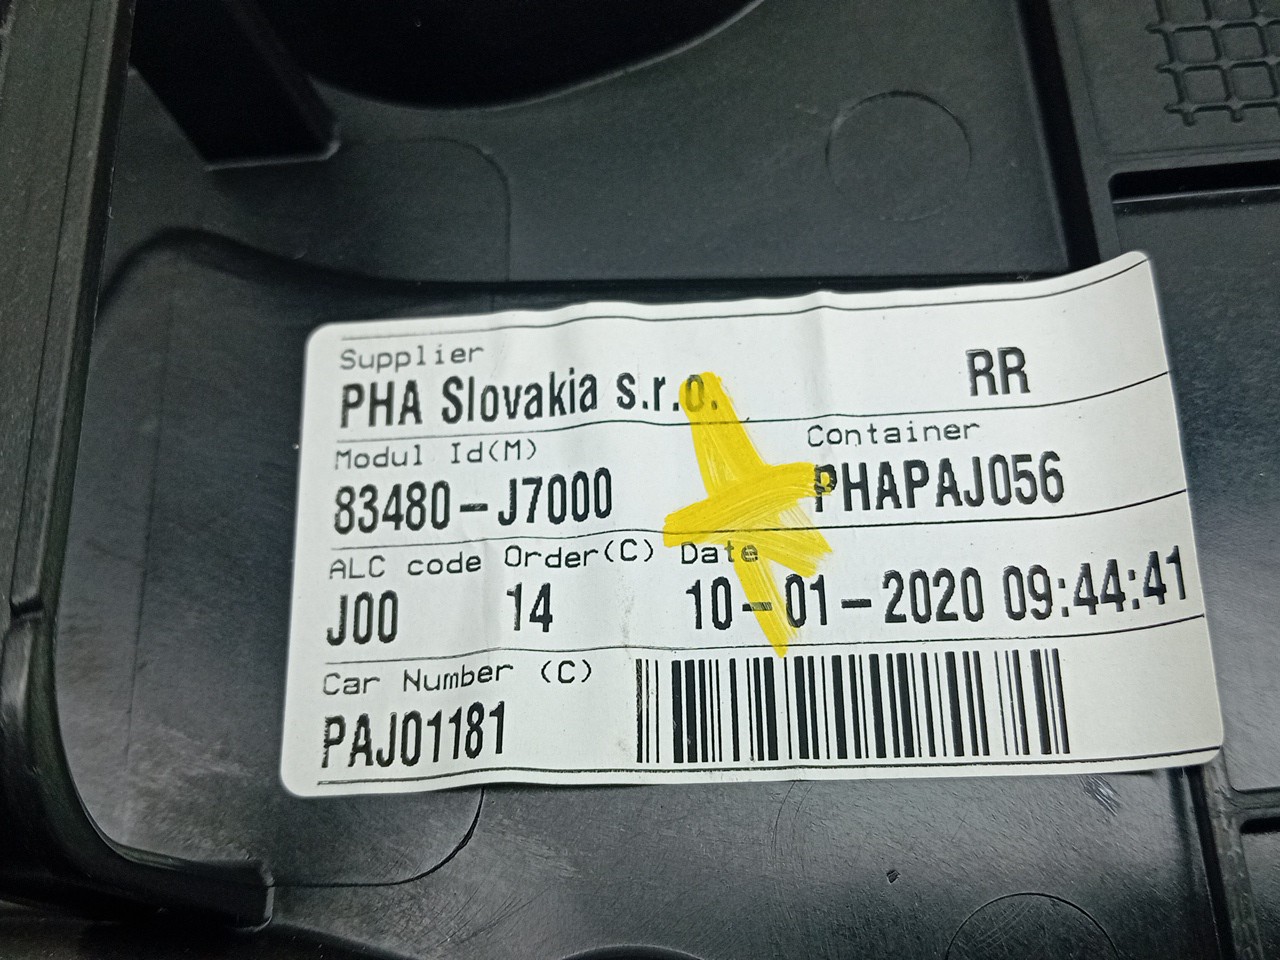 Supplier
PHA Slovakia s.r.o. RR
Modul Id(M) Container
83480-J7000 PHAPAJ056
ALC code Order(C) Date
J00 14 10-01-2020 09:44:41
Car Number (C)
PAJ01181